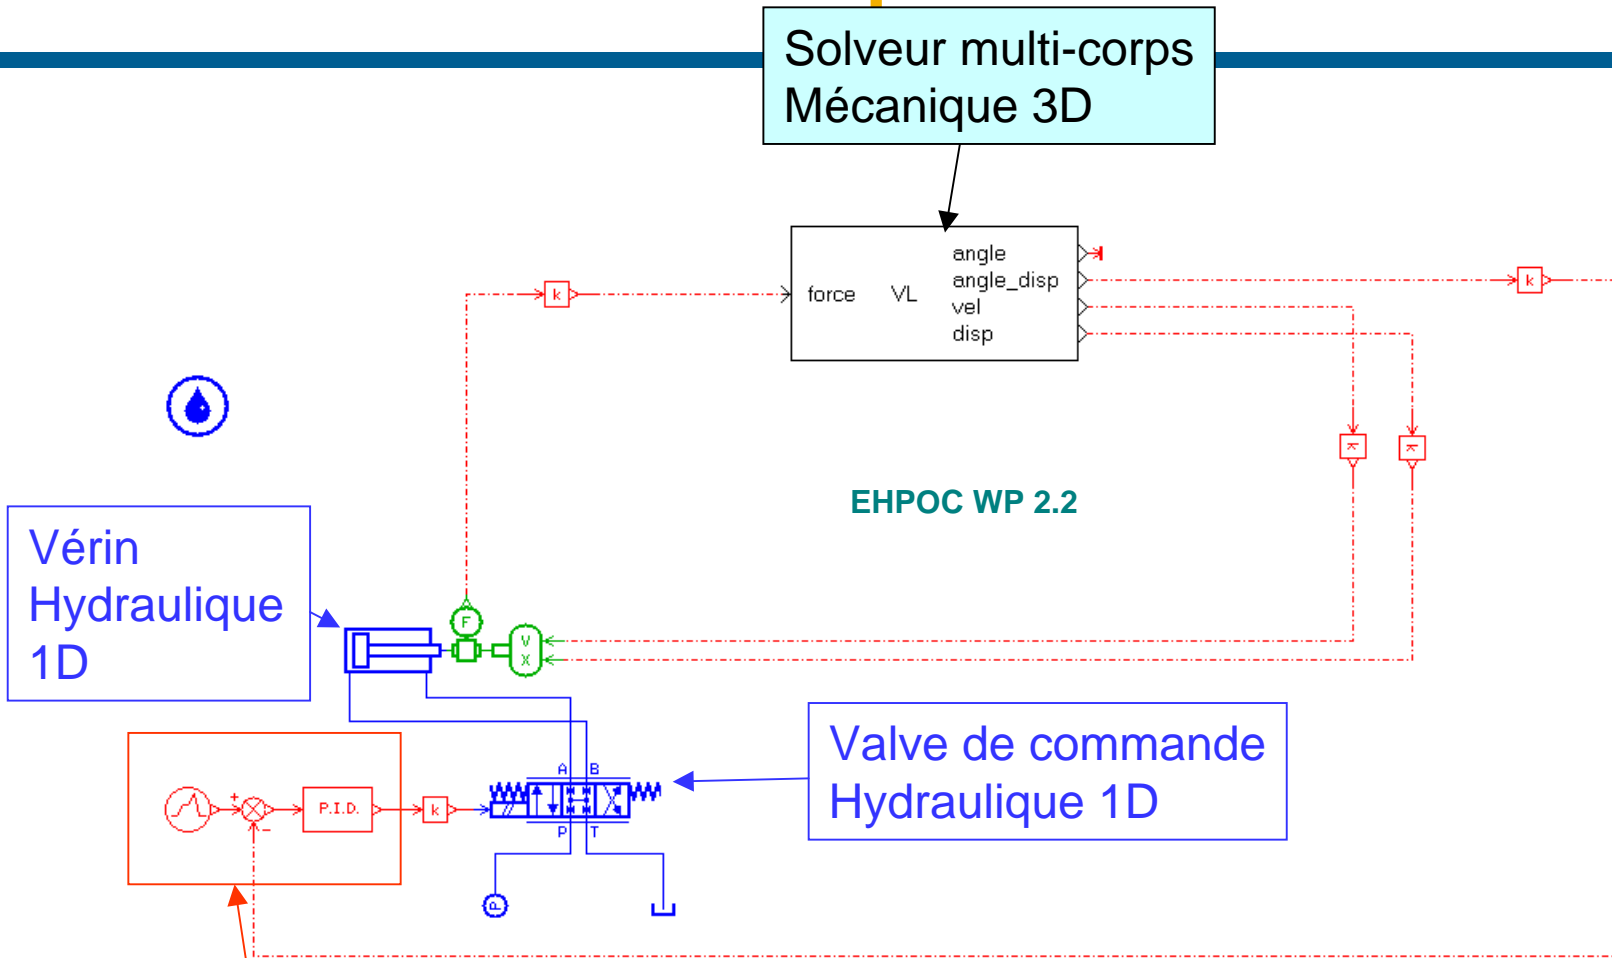 Solveur multi-corps
Mécanique 3D
force
VL
angle
angle_disp
vel
disp
k
k
k
k
EHPOC WP 2.2
Vérin
Hydraulique
1D
F
V
X
Valve de commande
Hydraulique 1D
A B
+
-
P.I.D.
k
P T
P